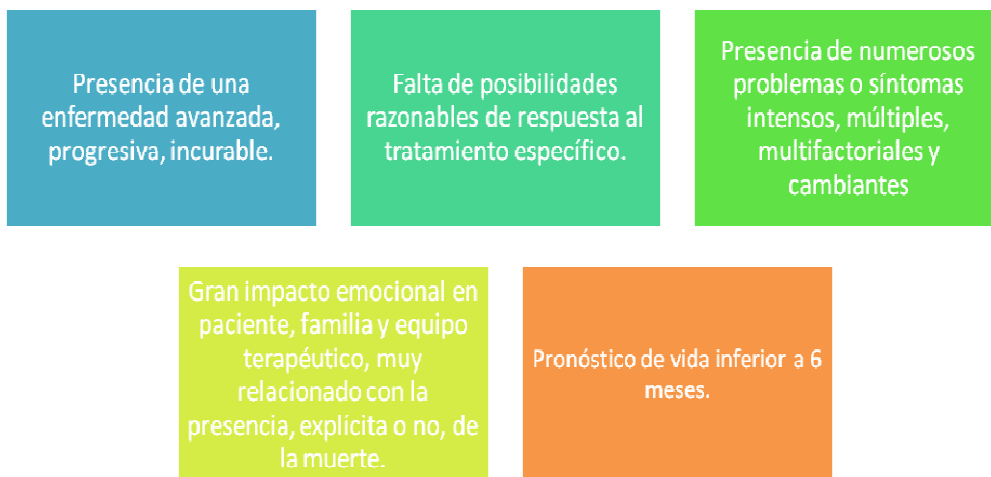 Presencia de una
enfermedad avanzada,
progresiva, incurable.
Falta de posibilidades
razonables de respuesta al
tratamiento específico.
Presencia de numerosos
problemas o síntomas
intensos, múltiples,
multifactoriales y
cambiantes
Gran impacto emocional en
paciente, familia y equipo
terapéutico, muy
relacionado con la
presencia, explícita o no, de
la muerte.
Pronóstico de vida inferior a 6
meses.